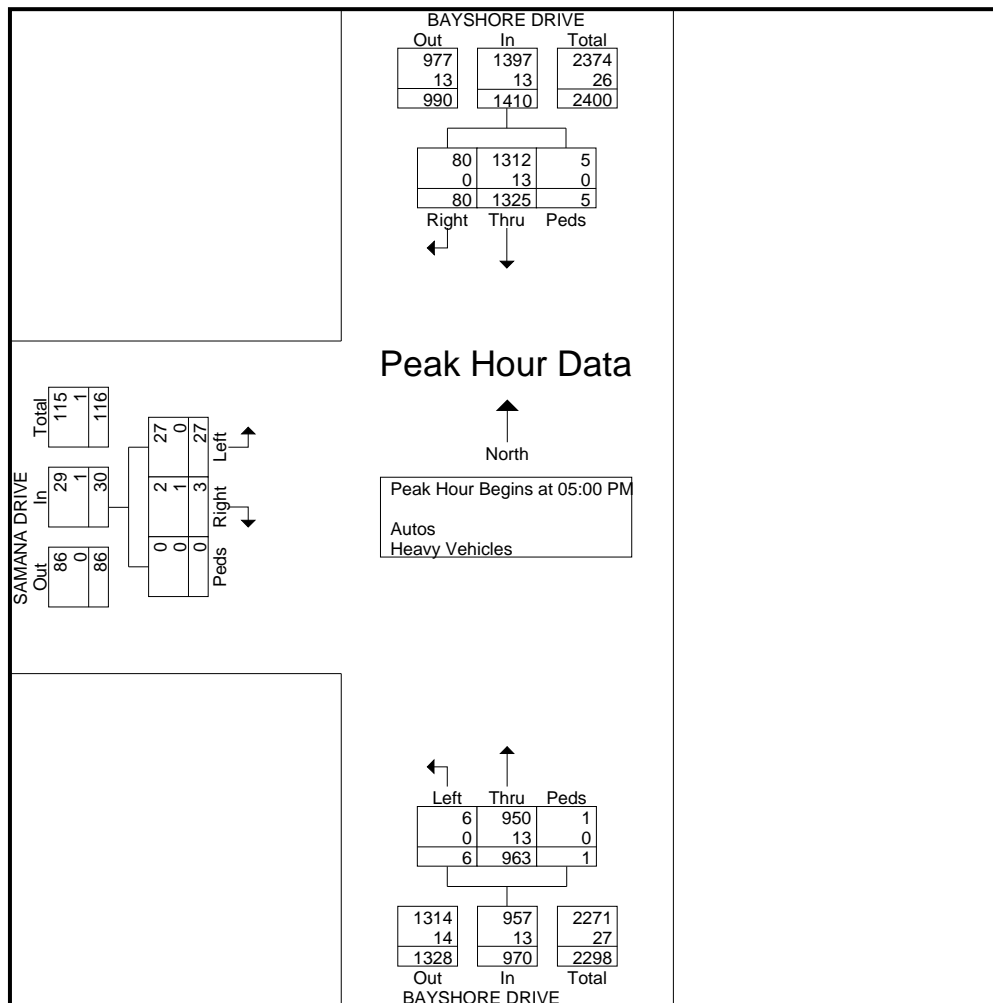 BAYSHORE DRIVE
Out In Total
977 1397 2374
13 13 26
990 1410 2400
80 1312 5
0 13 0
80 1325 5
Right Thru Peds
Peak Hour Data
North
Peak Hour Begins at 05:00 PM
Autos
Heavy Vehicles
SAMANA DRIVE
Out In Total
86 29 115
0 1 1
86 30 116
0 2 27
0 1 0
0 3 27
Peds Right Left
Left Thru Peds
6 950 1
0 13 0
6 963 1
1314 957 2271
14 13 27
1328 970 2298
Out In Total
BAYSHORE DRIVE